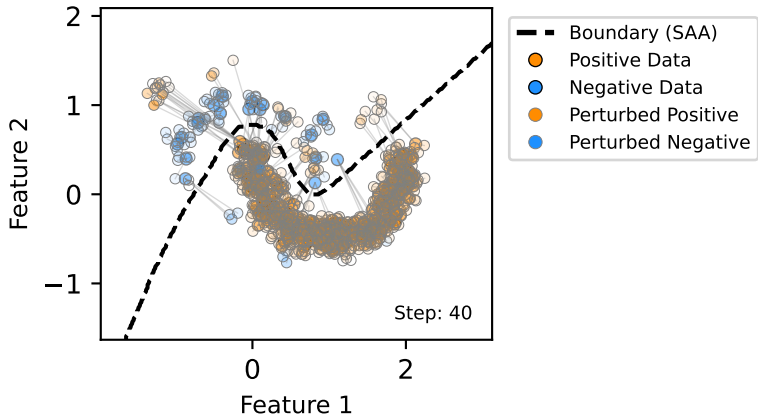 2
1
0
−1
Feature 2
0
2
Feature 1
Step: 40
Boundary (SAA)
Positive Data
Negative Data
Perturbed Positive
Perturbed Negative